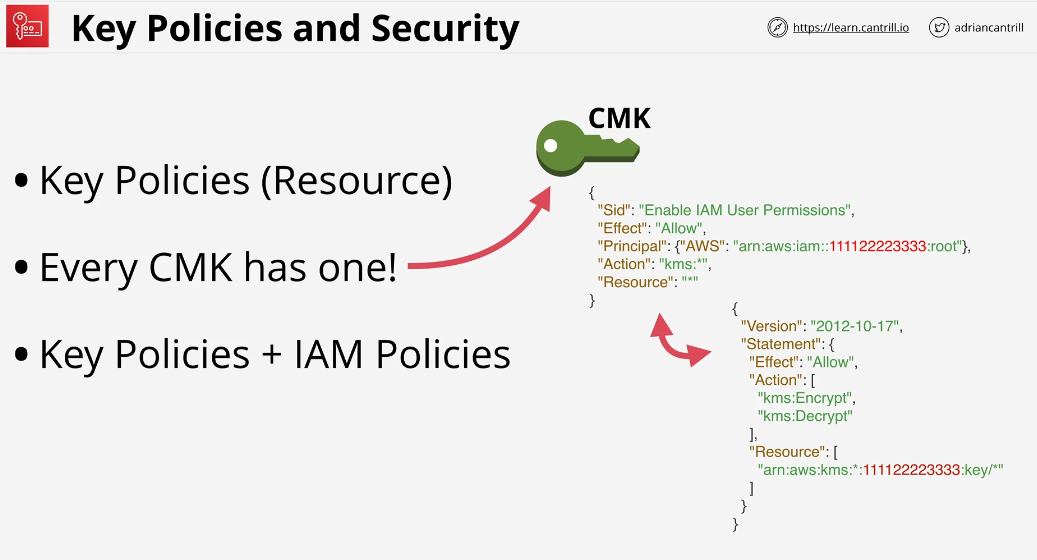 Key Policies and Security
https://learn.cantrill.io
adriancantrill
CMK
• Key Policies (Resource)
• Every CMK has one!
• Key Policies + IAM Policies
{
"Sid": "Enable IAM User Permissions",
"Effect": "Allow",
"Principal": {"AWS": "arn:aws:iam::111122223333:root"},
"Action": "kms:*",
"Resource": "*"
}
{
"Version": "2012-10-17",
"Statement": {
"Effect": "Allow",
"Action": [
"kms:Encrypt",
"kms:Decrypt"
],
"Resource": [
"arn:aws:kms:*:111122223333:key/*"
]
}
}